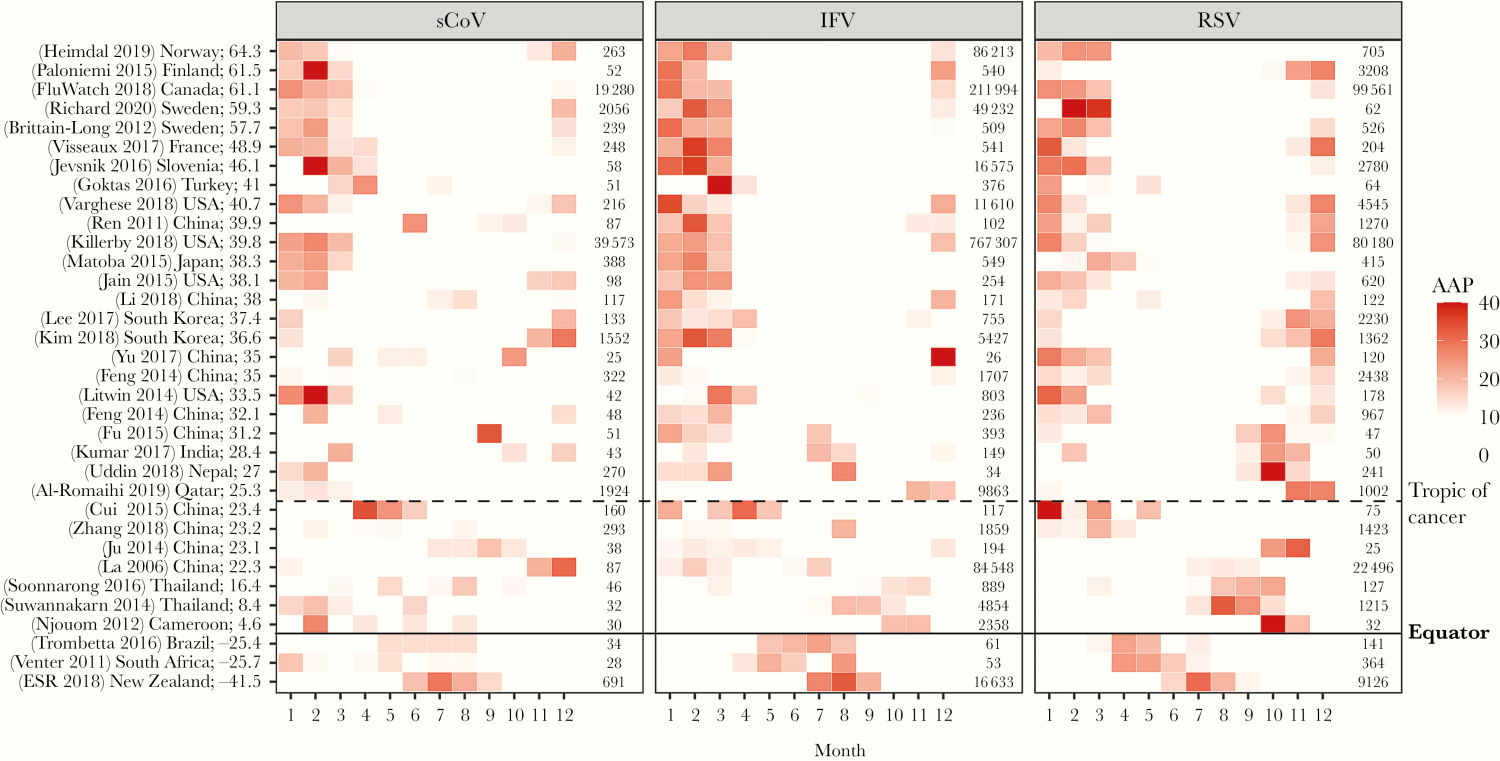 sCoV IFV RSV
(Heimdal 2019) Norway; 64.3 263 86 213 705
(Paloniemi 2015) Finland; 61.5 52 540 3208
(FluWatch 2018) Canada; 61.1 19 280 211 994 99 561
(Richard 2020) Sweden; 59.3 2056 49 232 62
(Brittain-Long 2012) Sweden; 57.7 239 509 526
(Visseaux 2017) France; 48.9 248 541 204
(Jevsnik 2016) Slovenia; 46.1 58 16 575 2780
(Goktas 2016) Turkey; 41 51 376 64
(Varghese 2018) USA; 40.7 216 11 610 4545
(Ren 2011) China; 39.9 87 102 1270
(Killerby 2018) USA; 39.8 39 573 767 307 80 180
(Matoba 2015) Japan; 38.3 388 549 415
(Jain 2015) USA; 38.1 98 254 620
(Li 2018) China; 38 117 171 122
(Lee 2017) South Korea; 37.4 133 755 2230
(Kim 2018) South Korea; 36.6 1552 5427 1362
(Yu 2017) China; 35 25 26 120
(Feng 2014) China; 35 322 1707 2438
(Litwin 2014) USA; 33.5 42 803 178
(Feng 2014) China; 32.1 48 236 967
(Fu 2015) China; 31.2 51 393 47
(Kumar 2017) India; 28.4 43 149 50
(Uddin 2018) Nepal; 27 270 34 241
(Al-Romaihi 2019) Qatar; 25.3 1924 9863 1002
(Cui 2015) China; 23.4 160 117 75
(Zhang 2018) China; 23.2 293 1859 1423
(Ju 2014) China; 23.1 38 194 25
(La 2006) China; 22.3 87 84 548 22 496
(Soonnarong 2016) Thailand; 16.4 46 889 127
(Suwannakarn 2014) Thailand; 8.4 32 4854 1215
(Njouom 2012) Cameroon; 4.6 30 2358 32
(Trombetta 2016) Brazil; –25.4 34 61 141
(Venter 2011) South Africa; –25.7 28 53 364
(ESR 2018) New Zealand; –41.5 691 16 633 9126
1 2 3 4 5 6 7 8 9 10 11 12 1 2 3 4 5 6 7 8 9 10 11 12 1 2 3 4 5 6 7 8 9 10 11 12
Month
AAP
40
30
20
10
0
Tropic of
cancer
Equator